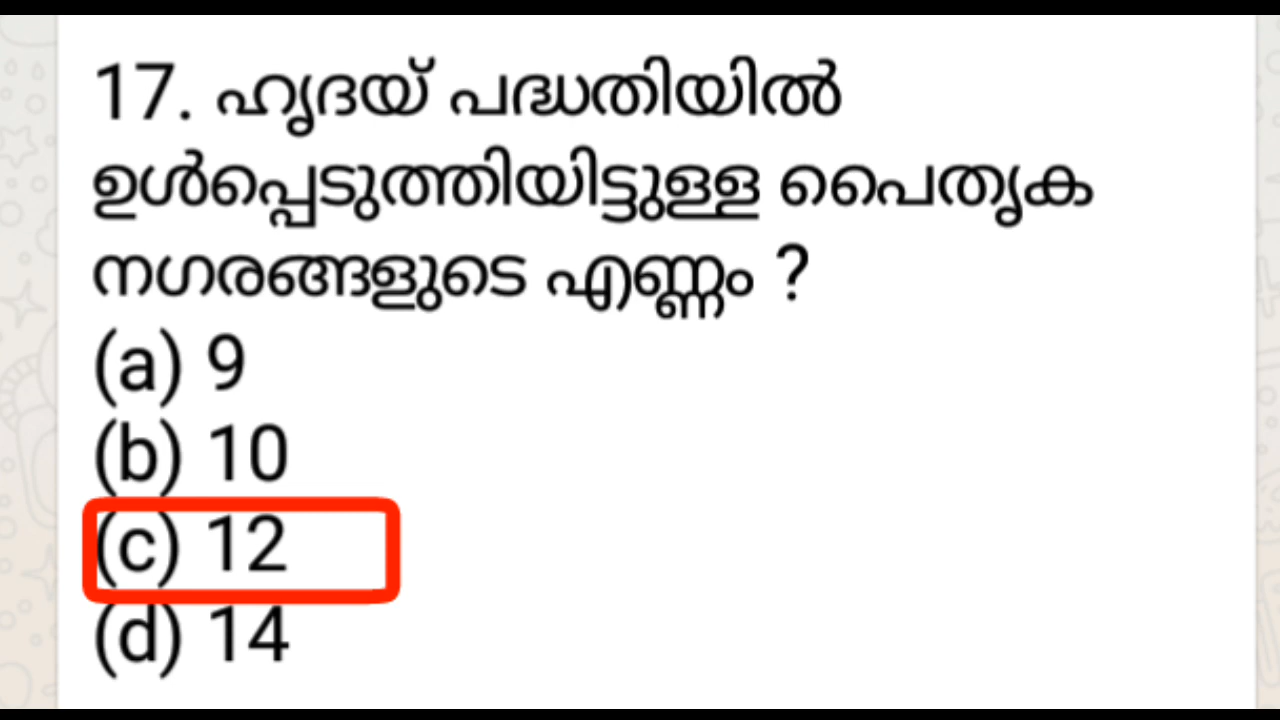 17. ഹൃദയ് പദ്ധതിയിൽ
ഉൾപ്പെടുത്തിയിട്ടുള്ള പൈതൃക
നഗരങ്ങളുടെ എണ്ണം ?
(a) 9
(b) 10
(c) 12
(d) 14